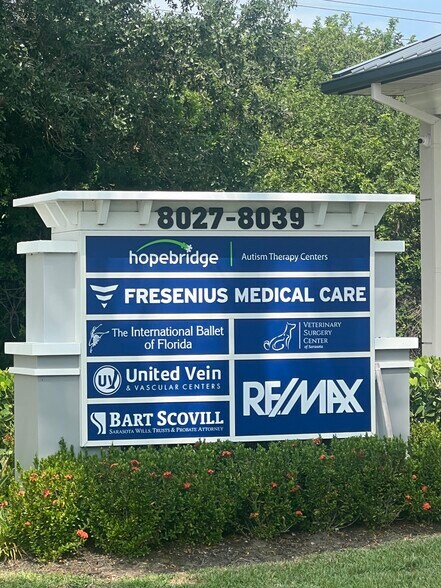 8027-8039
hopebridge | Autism Therapy Centers
FRESENIUS MEDICAL CARE
The International Ballet
of Florida
VETERINARY
SURGERY
CENTER
of Sarasota
UV
United Vein
& VASCULAR CENTERS
BART SCOVILL
SARASOTA WILLS, TRUSTS & PROBATE ATTORNEY
RE/MAX